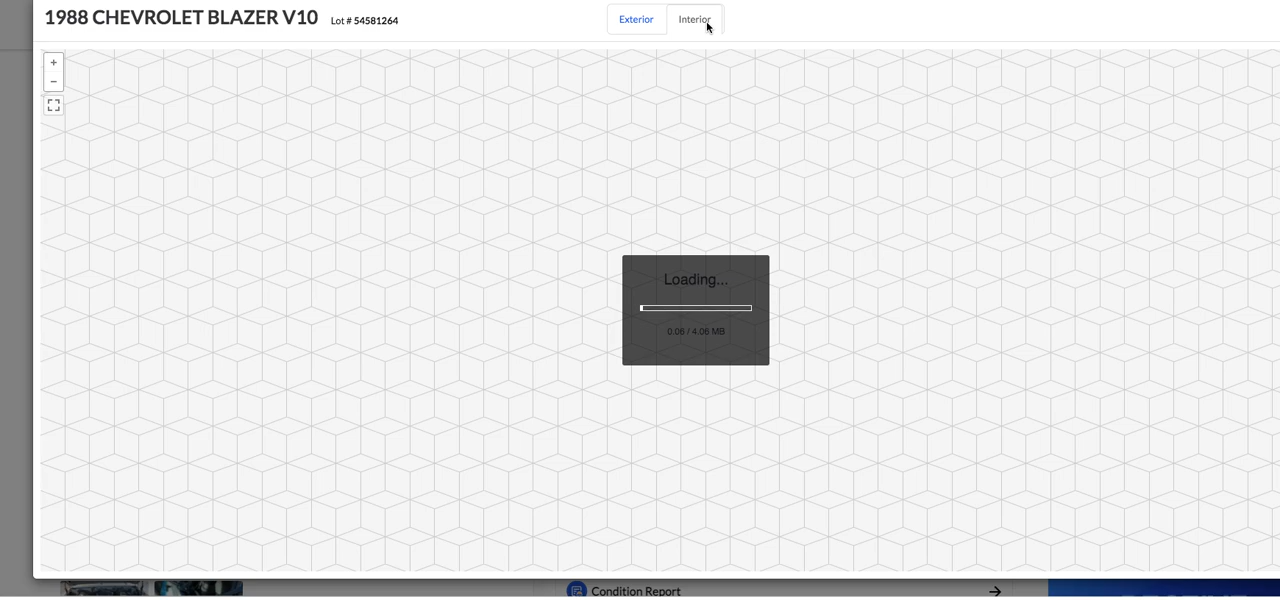 1988 CHEVROLET BLAZER V10 Lot # 54581264
Exterior Interior
+
−
Loading...
0.06 / 4.06 MB
Condition Report